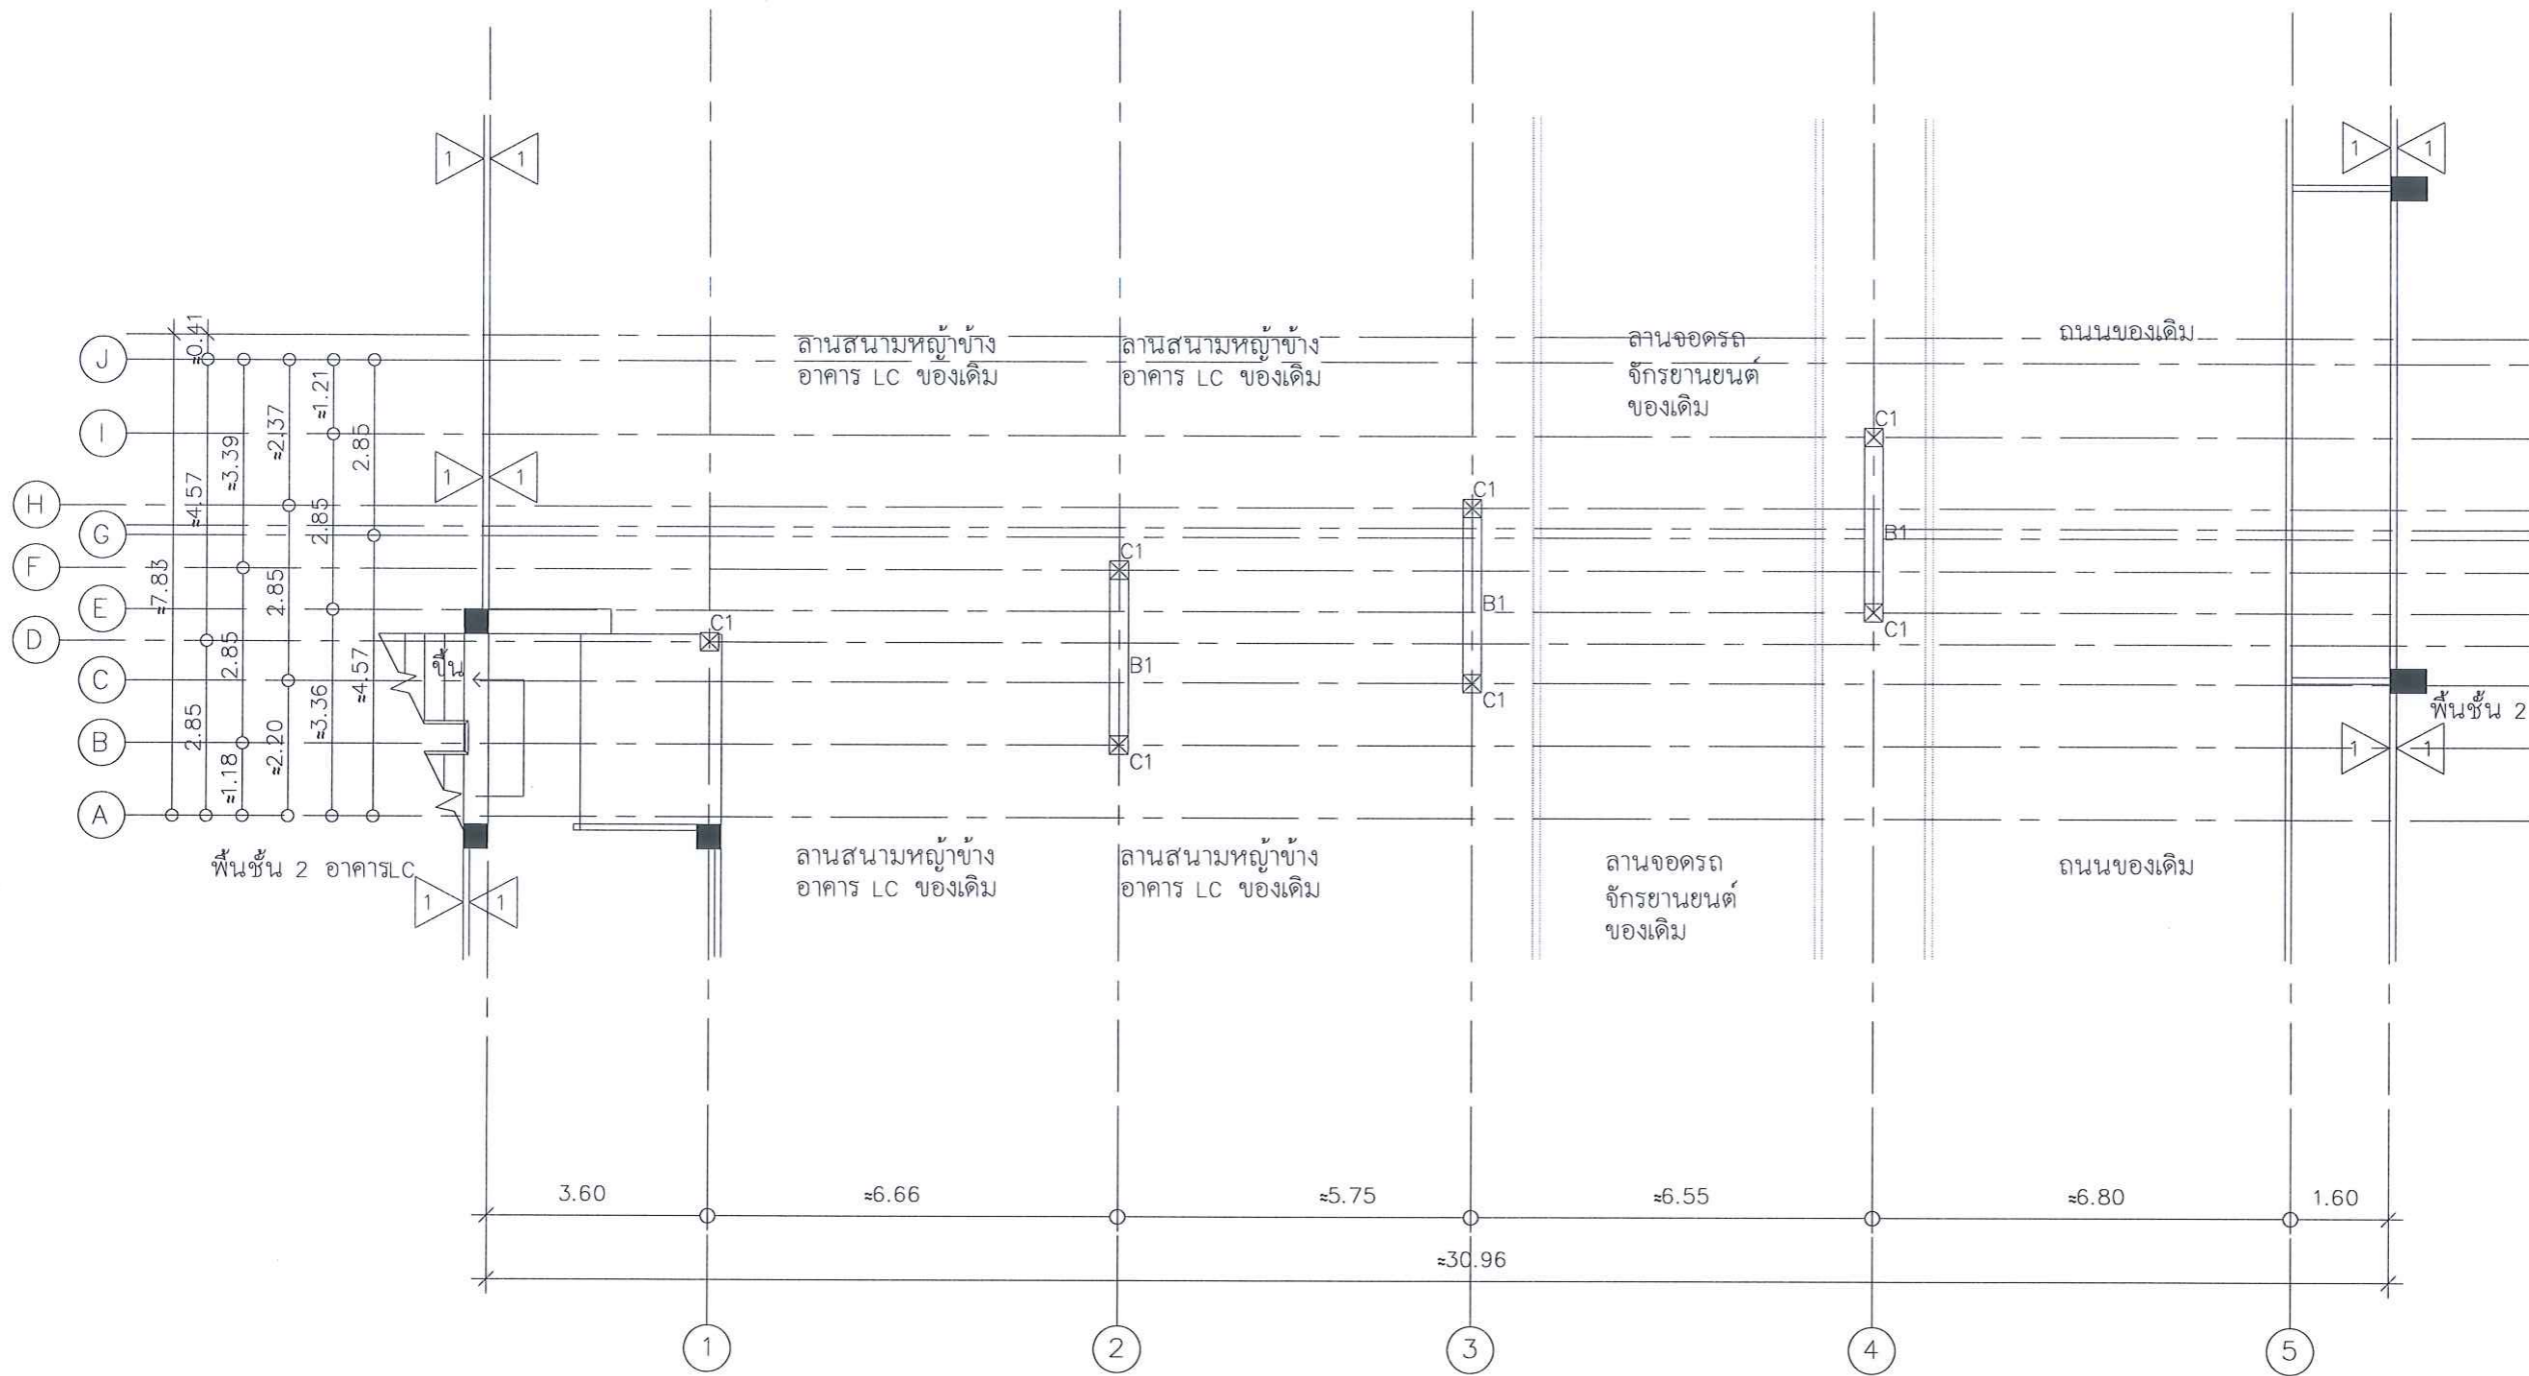 1 1
1 1
J
≈0.41
ลานสนามหญ้าข้าง
อาคาร LC ของเดิม
ลานสนามหญ้าข้าง
อาคาร LC ของเดิม
ลานจอดรถ
จักรยานยนต์
ของเดิม
ถนนของเดิม
≈1.21
I
≈2.37
≈3.39
2.85
C1
1 1
≈4.57
H
C1
2.85
G
B1
F
C1
≈7.83
2.85
E
B1
D
C1
C1
2.85
ขึ้น
≈4.57
B1
C
C1
≈3.36
พื้นชั้น 2
2.85
≈2.20
B
C1
1 1
≈1.18
A
พื้นชั้น 2 อาคารLC
ลานสนามหญ้าข้าง
อาคาร LC ของเดิม
ลานสนามหญ้าข้าง
อาคาร LC ของเดิม
ลานจอดรถ
จักรยานยนต์
ของเดิม
ถนนของเดิม
1 1
3.60 ≈6.66 ≈5.75 ≈6.55 ≈6.80 1.60
≈30.96
1 2 3 4 5